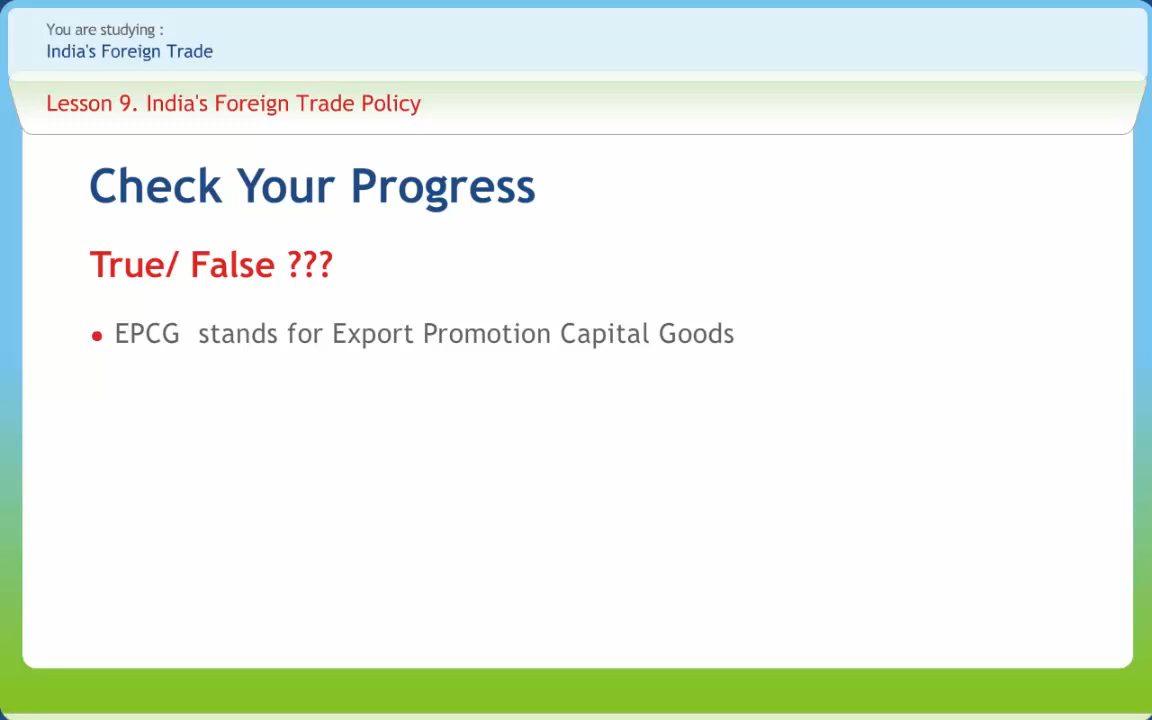 You are studying :
India's Foreign Trade
Lesson 9. India's Foreign Trade Policy
Check Your Progress
True/ False ???
• EPCG  stands for Export Promotion Capital Goods